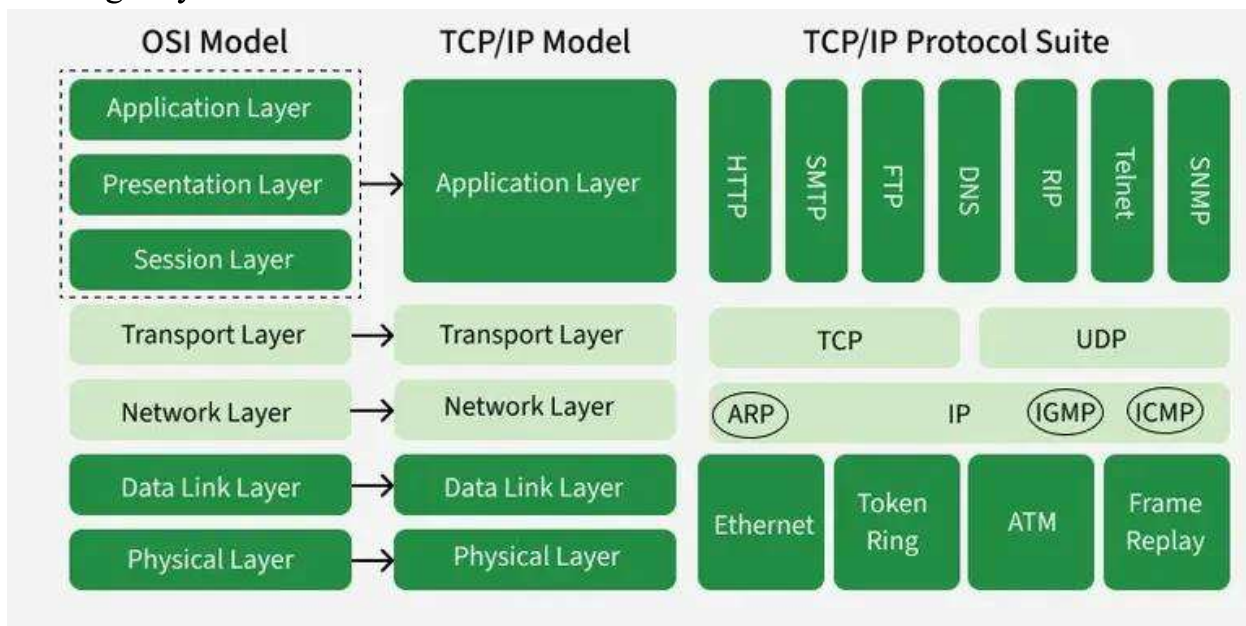 OSI Model
TCP/IP Model
TCP/IP Protocol Suite
Application Layer
Presentation Layer
Session Layer
Transport Layer
Network Layer
Data Link Layer
Physical Layer
Application Layer
Transport Layer
Network Layer
Data Link Layer
Physical Layer
HTTP
SMTP
FTP
DNS
RIP
Telnet
SNMP
TCP
UDP
ARP
IP
IGMP
ICMP
Ethernet
Token
Ring
ATM
Frame
Replay